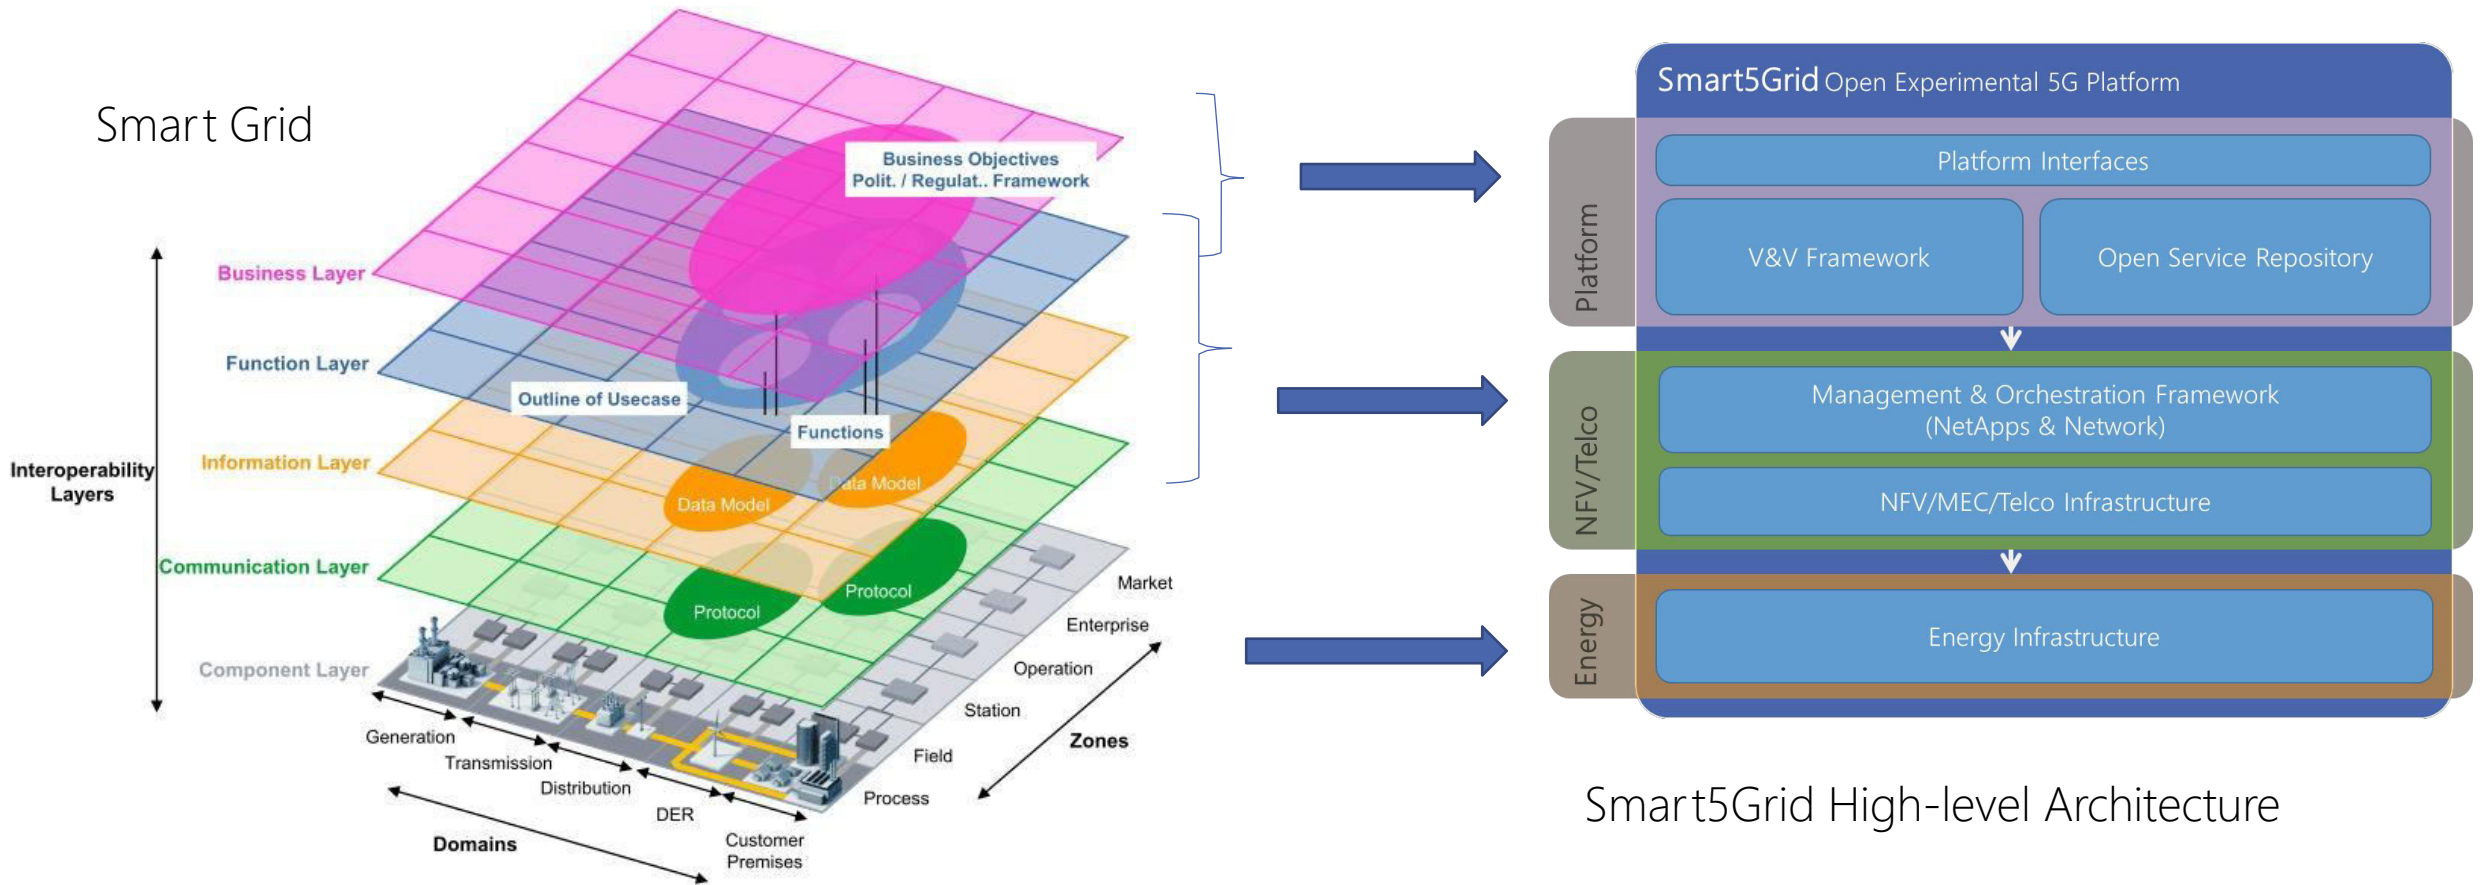 Smart Grid
Business Objectives
Polit. / Regulat.. Framework
Business Layer
Function Layer
Outline of Usecase
Functions
Information Layer
Interoperability
Layers
Data Model
Data Model
Communication Layer
Protocol
Protocol
Component Layer
Market
Enterprise
Operation
Station
Field
Process
Zones
Generation
Transmission
Distribution
DER
Customer
Premises
Domains
Smart5Grid Open Experimental 5G Platform
Platform
Platform Interfaces
V&V Framework
Open Service Repository
NFV/Telco
Management & Orchestration Framework
(NetApps & Network)
NFV/MEC/Telco Infrastructure
Energy
Energy Infrastructure
Smart5Grid High-level Architecture